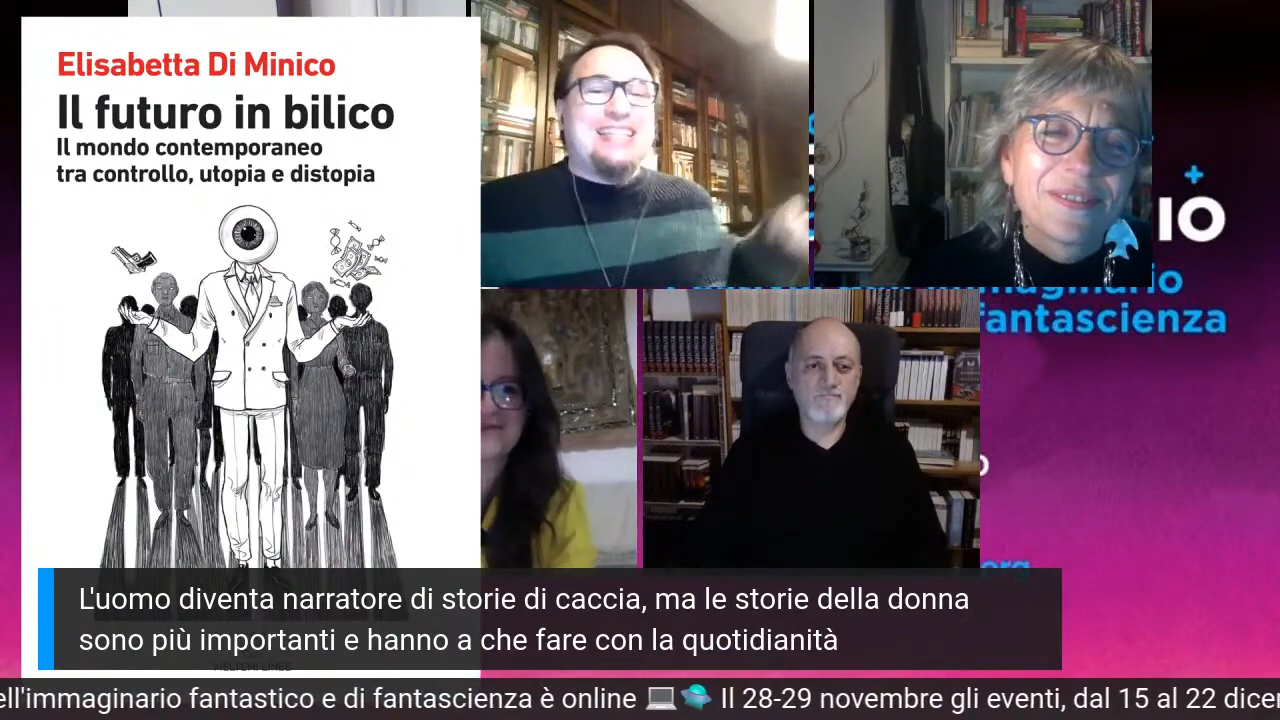 Elisabetta Di Minico
Il futuro in bilico
Il mondo contemporaneo
tra controllo, utopia e distopia
IO
fantascienza
L'uomo diventa narratore di storie di caccia, ma le storie della donna
sono più importanti e hanno a che fare con la quotidianità
ell'immaginario fantastico e di fantascienza è online 💻🛸 Il 28-29 novembre gli eventi, dal 15 al 22 dicem